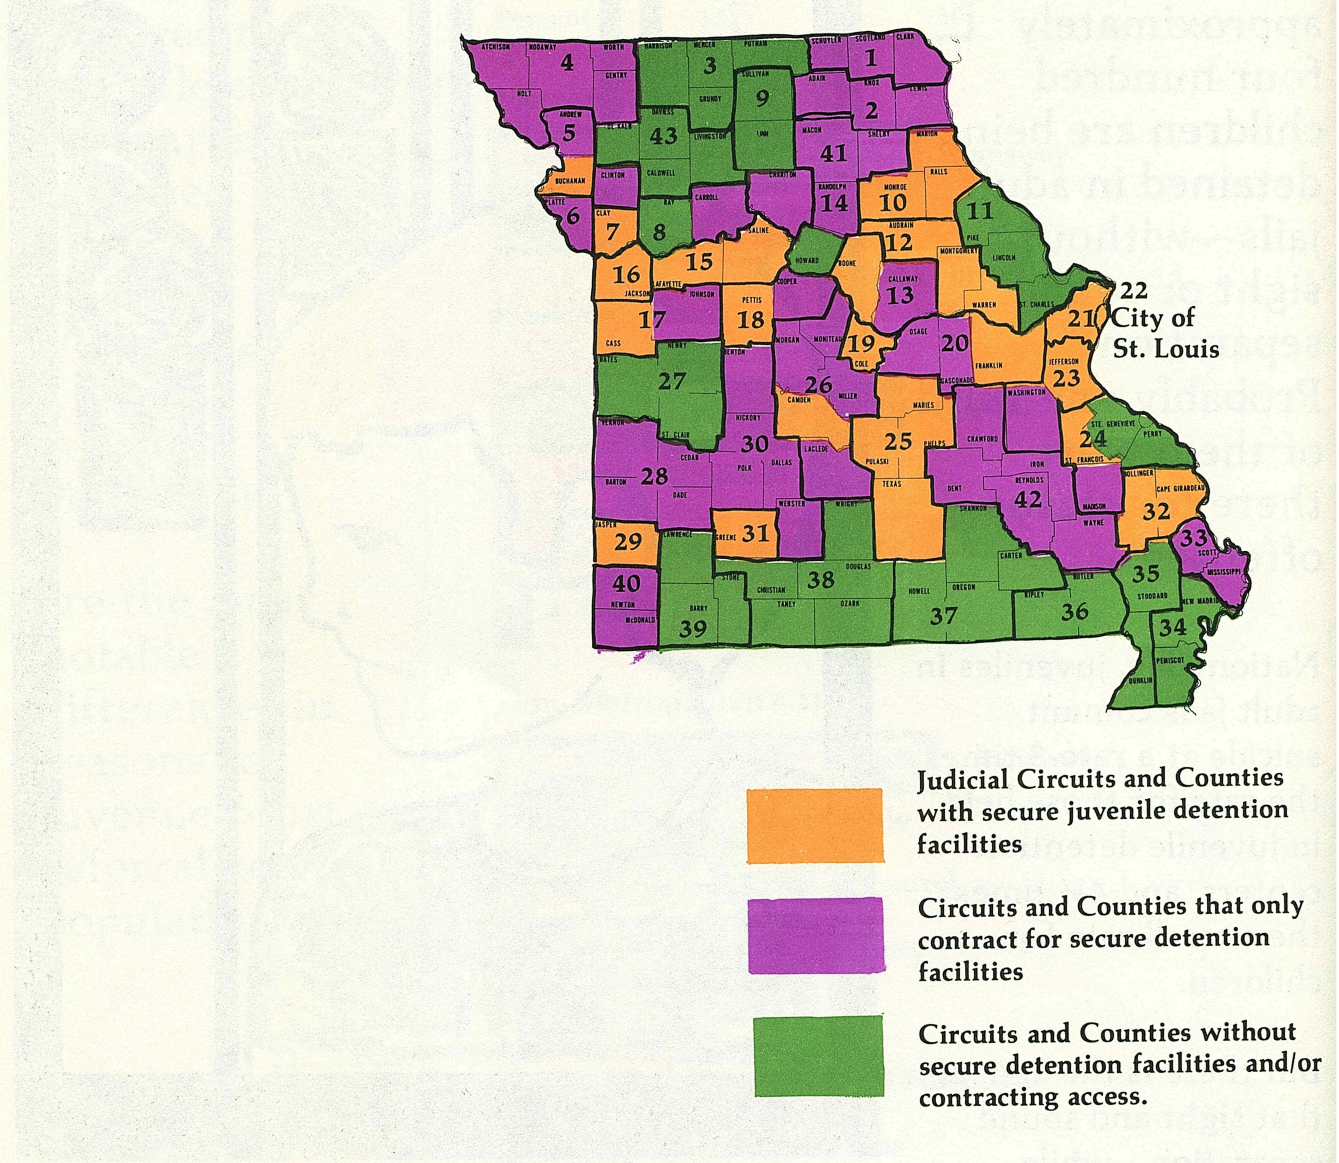 ATCHISON NODAWAY WORTH HARRISON MERCER PUTNAM SCHUYLER SCOTLAND CLARK
4 3 1
GENTRY SULLIVAN ADAIR KNOX LEWIS
HOLT GRUNDY 9 2
ANDREW DAVIESS
5 DE KALB 43 LIVINGSTON LINN MACON SHELBY MARION
41
BUCHANAN CLINTON CALDWELL CHARITON RANDOLPH MONROE RALLS
PLATTE 6 CLAY RAY CARROLL 14 10 11
7 8 SALINE AUDRAIN PIKE
12
16 15 HOWARD BOONE MONTGOMERY LINCOLN
JACKSON LAFAYETTE JOHNSON PETTIS COOPER CALLAWAY 13 WARREN ST. CHARLES
22
17 18 21 City of
CASS MORGAN MONITEAU 19 OSAGE 20 St. Louis
BATES HENRY BENTON COLE FRANKLIN JEFFERSON
27 26 GASCONADE 23
CAMDEN MILLER MARIES WASHINGTON
VERNON ST. CLAIR HICKORY STE. GENEVIEVE
30 25 PHELPS CRAWFORD 24 PERRY
CEDAR LACLEDE PULASKI ST. FRANCOIS
28 POLK DALLAS IRON BOLLINGER
BARTON DADE TEXAS DENT REYNOLDS CAPE GIRARDEAU
42 MADISON 32
WEBSTER WRIGHT SHANNON WAYNE
JASPER 29 LAWRENCE GREENE 31 33
CARTER SCOTT
40 STONE CHRISTIAN 38 DOUGLAS BUTLER 35 MISSISSIPPI
NEWTON BARRY TANEY OZARK HOWELL OREGON RIPLEY STODDARD NEW MADRID
McDONALD 39 37 36 34
PEMISCOT
DUNKLIN
Judicial Circuits and Counties
with secure juvenile detention
facilities
Circuits and Counties that only
contract for secure detention
facilities
Circuits and Counties without
secure detention facilities and/or
contracting access.